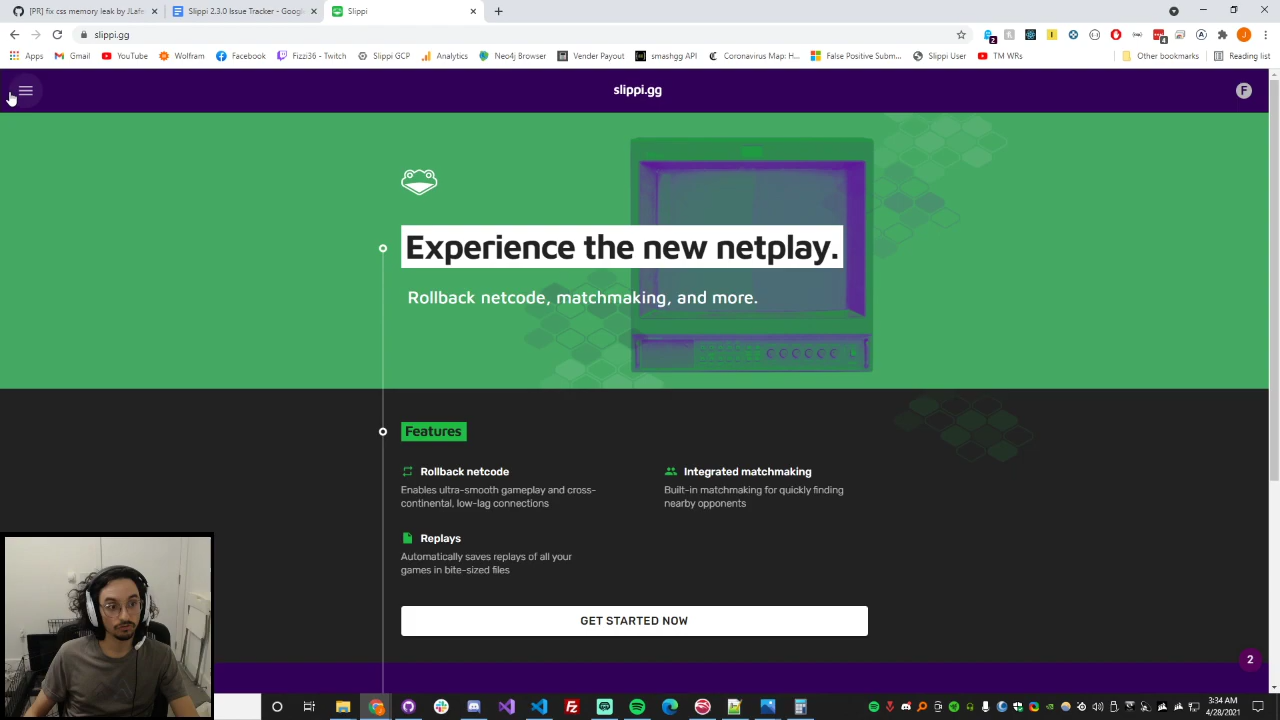 [PR] fix css memory leak by JLafe
Slippi 2.3.0 Issue Tracker - Google
Slippi
slippi.gg
Apps
Gmail
YouTube
Wolfram
Facebook
Fizzi36 - Twitch
Slippi GCP
Analytics
Neo4j Browser
Vender Payout
smashgg API
Coronavirus Map: H...
False Positive Sum...
Slippi User
TM WRs
Other bookmarks
Reading list
slippi.gg
F
Experience the new netplay.
Rollback netcode, matchmaking, and more.
Features
Rollback netcode
Enables ultra-smooth gameplay and cross-
continental, low-lag connections
Integrated matchmaking
Built-in matchmaking for quickly finding
nearby opponents
Replays
Automatically saves replays of all your
games in bite-sized files
GET STARTED NOW
2
3:34 AM
4/28/2021